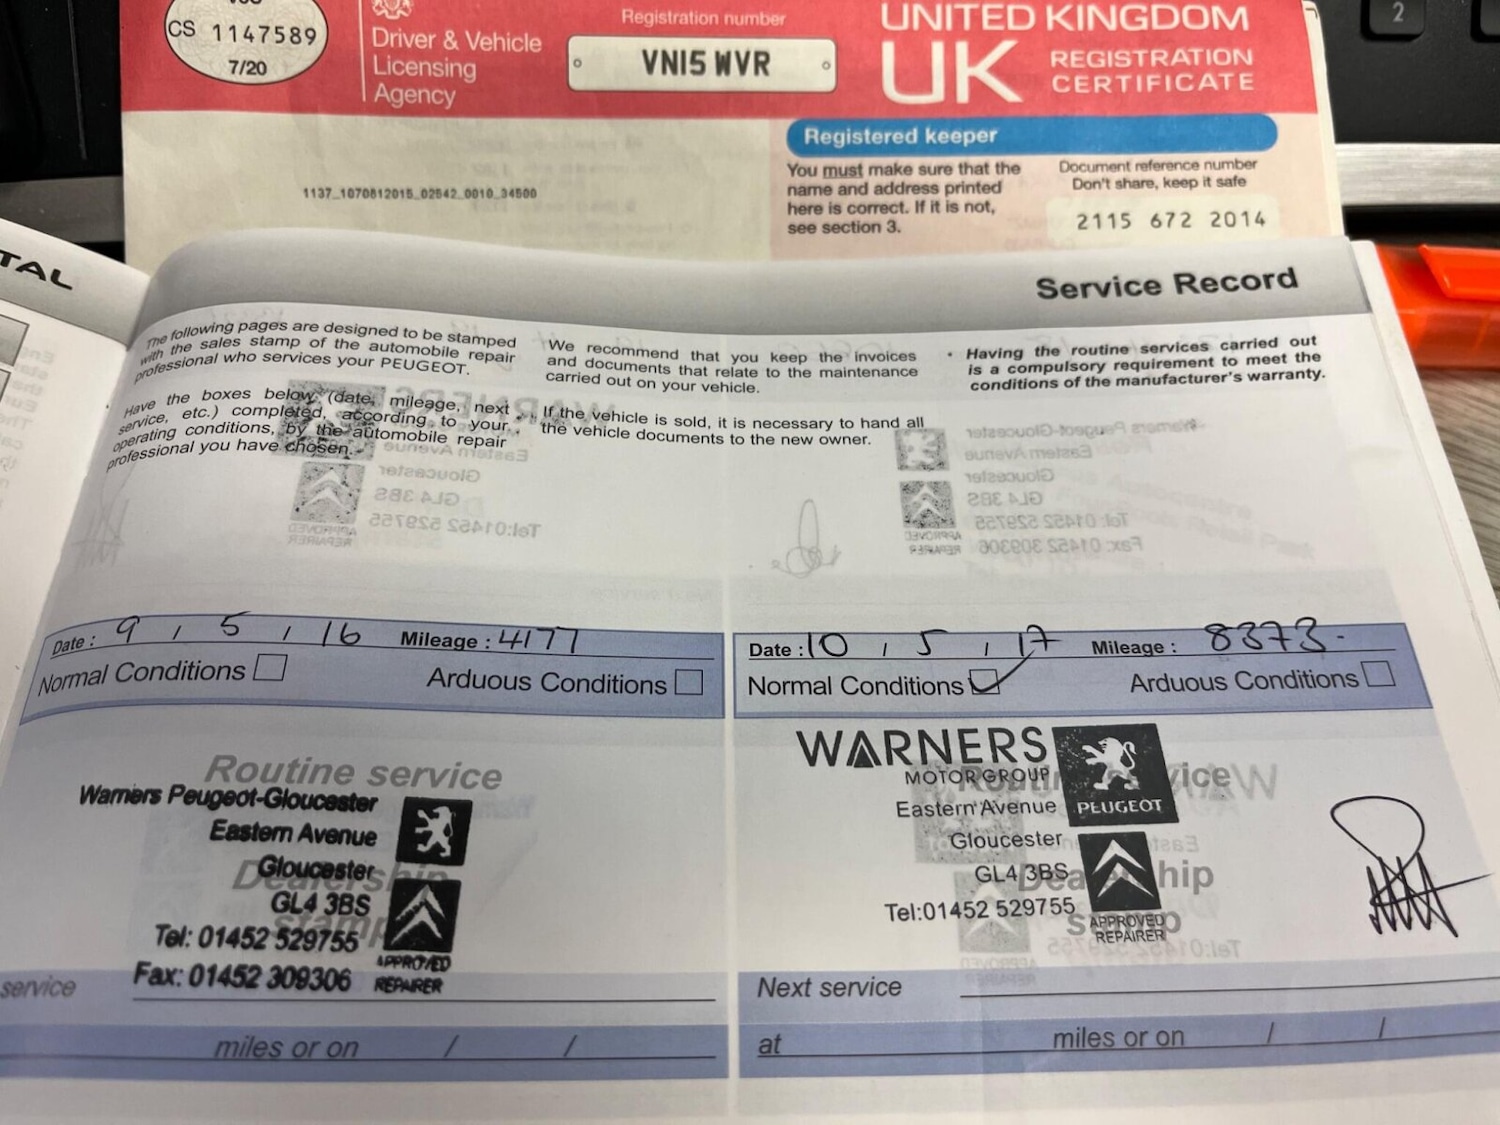 CS 1147589
7/20
Driver & Vehicle
Licensing
Agency
Registration number
VN15 WVR
UNITED KINGDOM
UK REGISTRATION
CERTIFICATE
Registered keeper
You must make sure that the
name and address printed
here is correct. If it is not,
see section 3.
Document reference number
Don't share, keep it safe
2115 672 2014
1137_1070812015_02542_0010_34500
2
TAL
Service Record
The following pages are designed to be stamped
with the sales stamp of the automobile repair
professional who services your PEUGEOT.
Have the boxes below (date, mileage, next
service, etc.) completed, according to your
operating conditions, by the automobile repair
professional you have chosen.
We recommend that you keep the invoices
and documents that relate to the maintenance
carried out on your vehicle.
If the vehicle is sold, it is necessary to hand all
the vehicle documents to the new owner.
• Having the routine services carried out
is a compulsory requirement to meet the
conditions of the manufacturer's warranty.
Date : 9 / 5 / 16 Mileage : 4177
Normal Conditions Arduous Conditions
Routine service
Dealership
stamp
Warners Peugeot-Gloucester
Eastern Avenue
Gloucester
GL4 3BS
Tel: 01452 529755
Fax: 01452 309306
APPROVED
REPAIRER
service
miles or on / /
Date : 10 / 5 / 17 Mileage : 8373
Normal Conditions Arduous Conditions
WARNERS
MOTOR GROUP
Eastern Avenue
Gloucester
GL4 3BS
Tel:01452 529755
PEUGEOT
APPROVED
REPAIRER
Next service
at miles or on / /